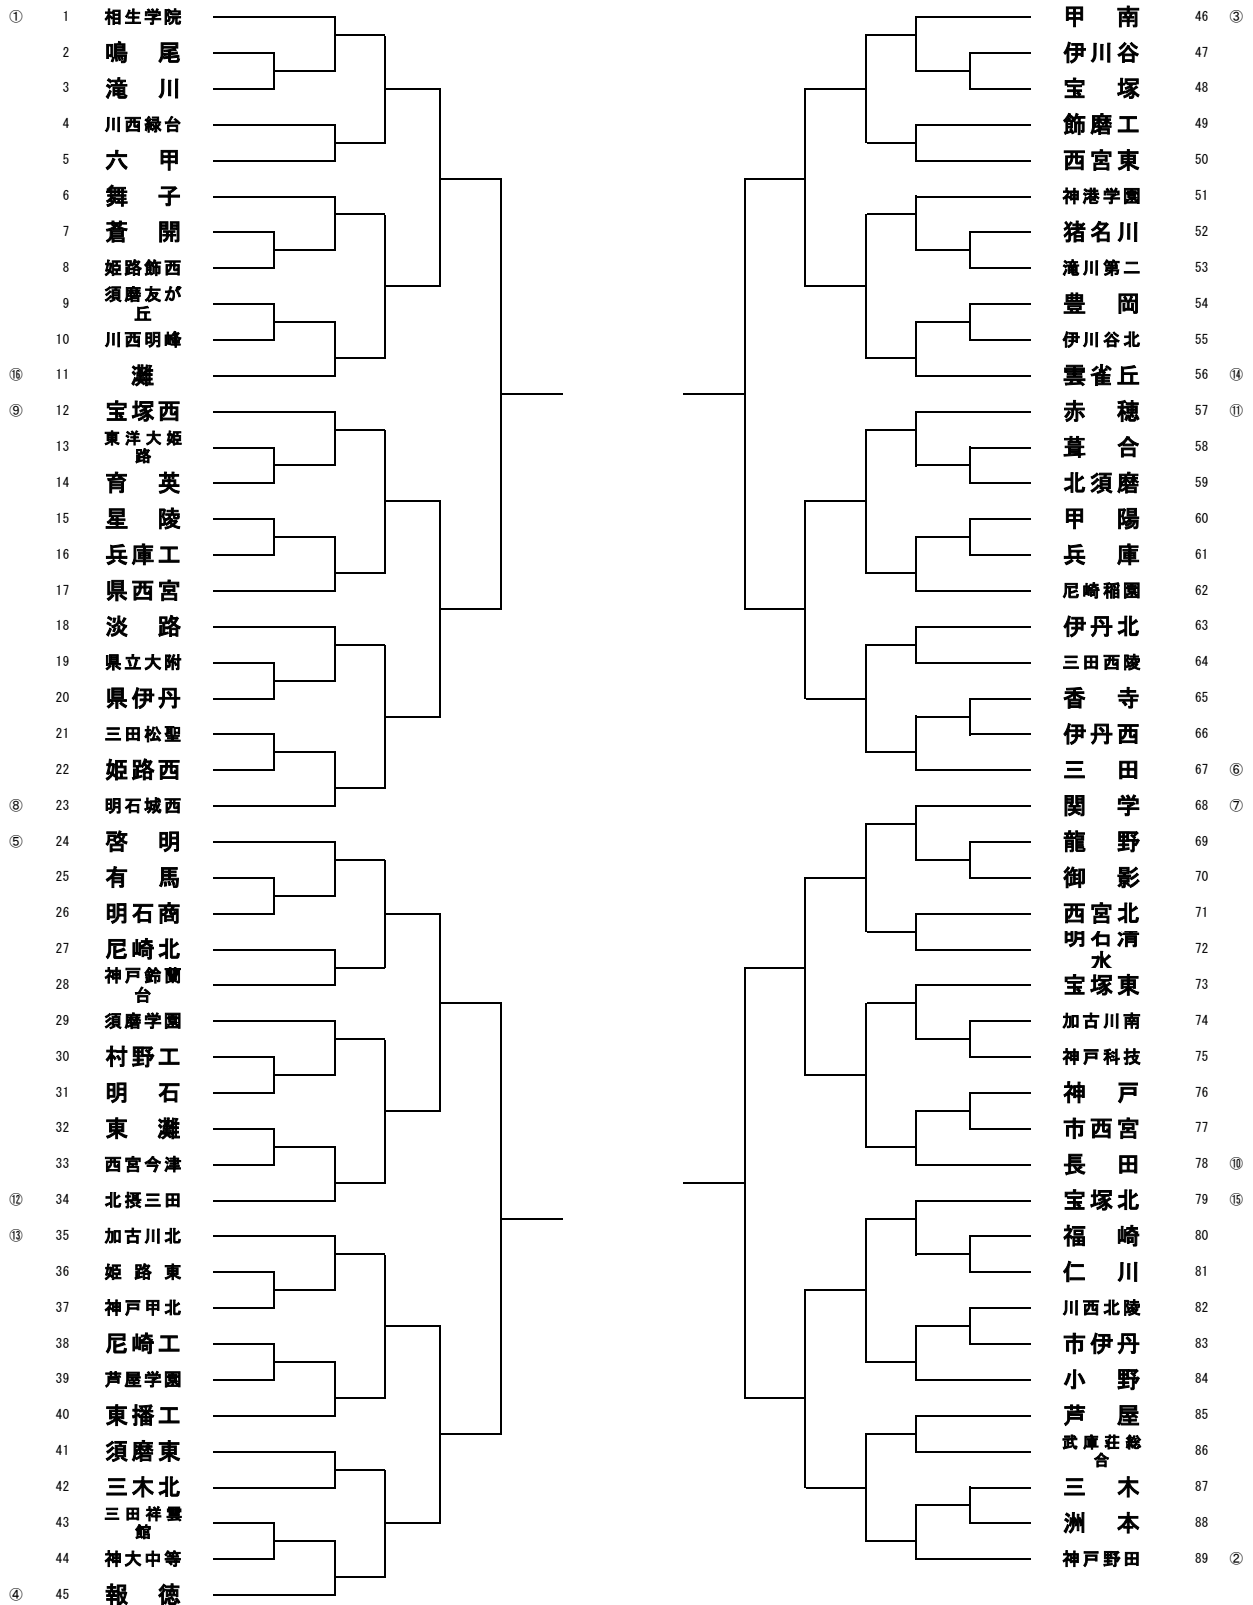 ① 1 相生学院
2 鳴尾
3 滝川
4 川西緑台
5 六甲
6 舞子
7 蒼開
8 姫路飾西
9 須磨友が
丘
10 川西明峰
⑯ 11 灘
⑨ 12 宝塚西
13 東洋大姫
路
14 育英
15 星陵
16 兵庫工
17 県西宮
18 淡路
19 県立大附
20 県伊丹
21 三田松聖
22 姫路西
⑧ 23 明石城西
⑤ 24 啓明
25 有馬
26 明石商
27 尼崎北
28 神戸鈴蘭
台
29 須磨学園
30 村野工
31 明石
32 東灘
33 西宮今津
⑫ 34 北摂三田
⑬ 35 加古川北
36 姫路東
37 神戸甲北
38 尼崎工
39 芦屋学園
40 東播工
41 須磨東
42 三木北
43 三田祥雲
館
44 神大中等
④ 45 報徳
甲南 46 ③
伊川谷 47
宝塚 48
飾磨工 49
西宮東 50
神港学園 51
猪名川 52
滝川第二 53
豊岡 54
伊川谷北 55
雲雀丘 56 ⑭
赤穂 57 ⑪
葺合 58
北須磨 59
甲陽 60
兵庫 61
尼崎稲園 62
伊丹北 63
三田西陵 64
香寺 65
伊丹西 66
三田 67 ⑥
関学 68 ⑦
龍野 69
御影 70
西宮北 71
明石清
水 72
宝塚東 73
加古川南 74
神戸科技 75
神戸 76
市西宮 77
長田 78 ⑩
宝塚北 79 ⑮
福崎 80
仁川 81
川西北陵 82
市伊丹 83
小野 84
芦屋 85
武庫荘総
合 86
三木 87
洲本 88
神戸野田 89 ②